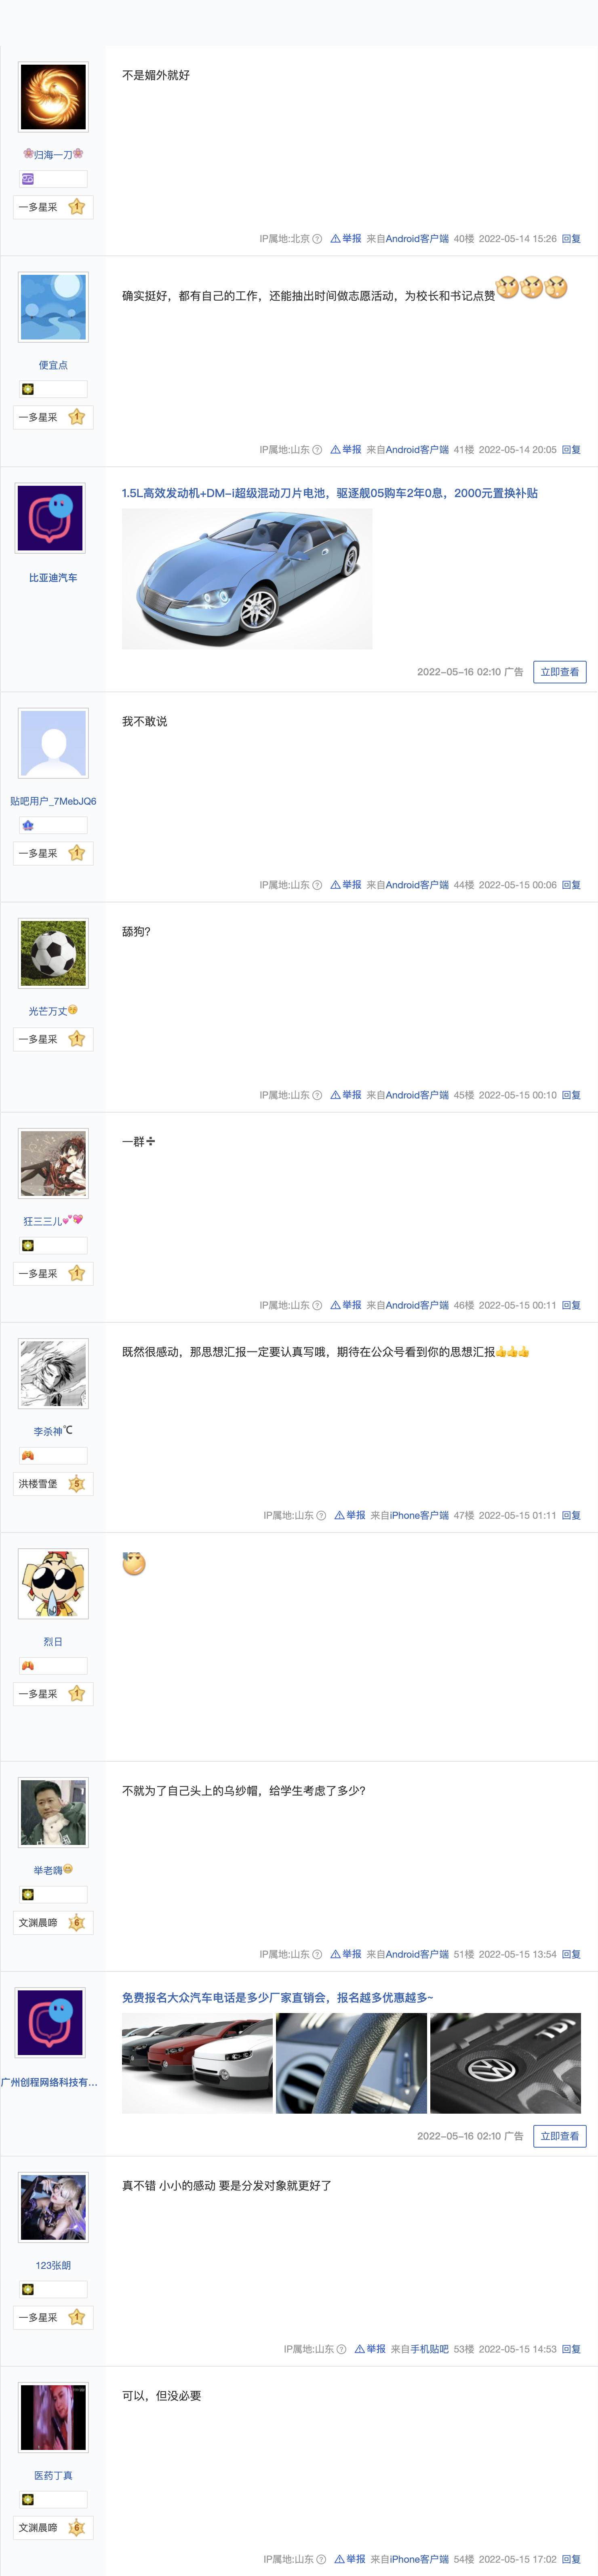 不是媚外就好
归海一刀
一多星采 1
IP属地:北京 举报 来自Android客户端 40楼 2022-05-14 15:26 回复
确实挺好，都有自己的工作，还能抽出时间做志愿活动，为校长和书记点赞
便宜点
一多星采 1
IP属地:山东 举报 来自Android客户端 41楼 2022-05-14 20:05 回复
1.5L高效发动机+DM-i超级混动刀片电池，驱逐舰05购车2年0息，2000元置换补贴
比亚迪汽车
2022-05-16 02:10 广告 立即查看
我不敢说
贴吧用户_7MebJQ6
一多星采 1
IP属地:山东 举报 来自Android客户端 44楼 2022-05-15 00:06 回复
舔狗?
光芒万丈
一多星采 1
IP属地:山东 举报 来自Android客户端 45楼 2022-05-15 00:10 回复
一群➗
狂三三儿
一多星采 1
IP属地:山东 举报 来自Android客户端 46楼 2022-05-15 00:11 回复
既然很感动，那思想汇报一定要认真写哦，期待在公众号看到你的思想汇报👍👍👍
李杀神℃
洪楼雪堡 5
IP属地:山东 举报 来自iPhone客户端 47楼 2022-05-15 01:11 回复
烈日
一多星采 1
不就为了自己头上的乌纱帽，给学生考虑了多少?
举老嗨
文渊晨啼 6
IP属地:山东 举报 来自Android客户端 51楼 2022-05-15 13:54 回复
免费报名大众汽车电话是多少厂家直销会，报名越多优惠越多~
TDI
广州创程网络科技有...
2022-05-16 02:10 广告 立即查看
真不错 小小的感动 要是分发对象就更好了
123张朗
一多星采 1
IP属地:山东 举报 来自手机贴吧 53楼 2022-05-15 14:53 回复
可以，但没必要
医药丁真
文渊晨啼 6
IP属地:山东 举报 来自iPhone客户端 54楼 2022-05-15 17:02 回复